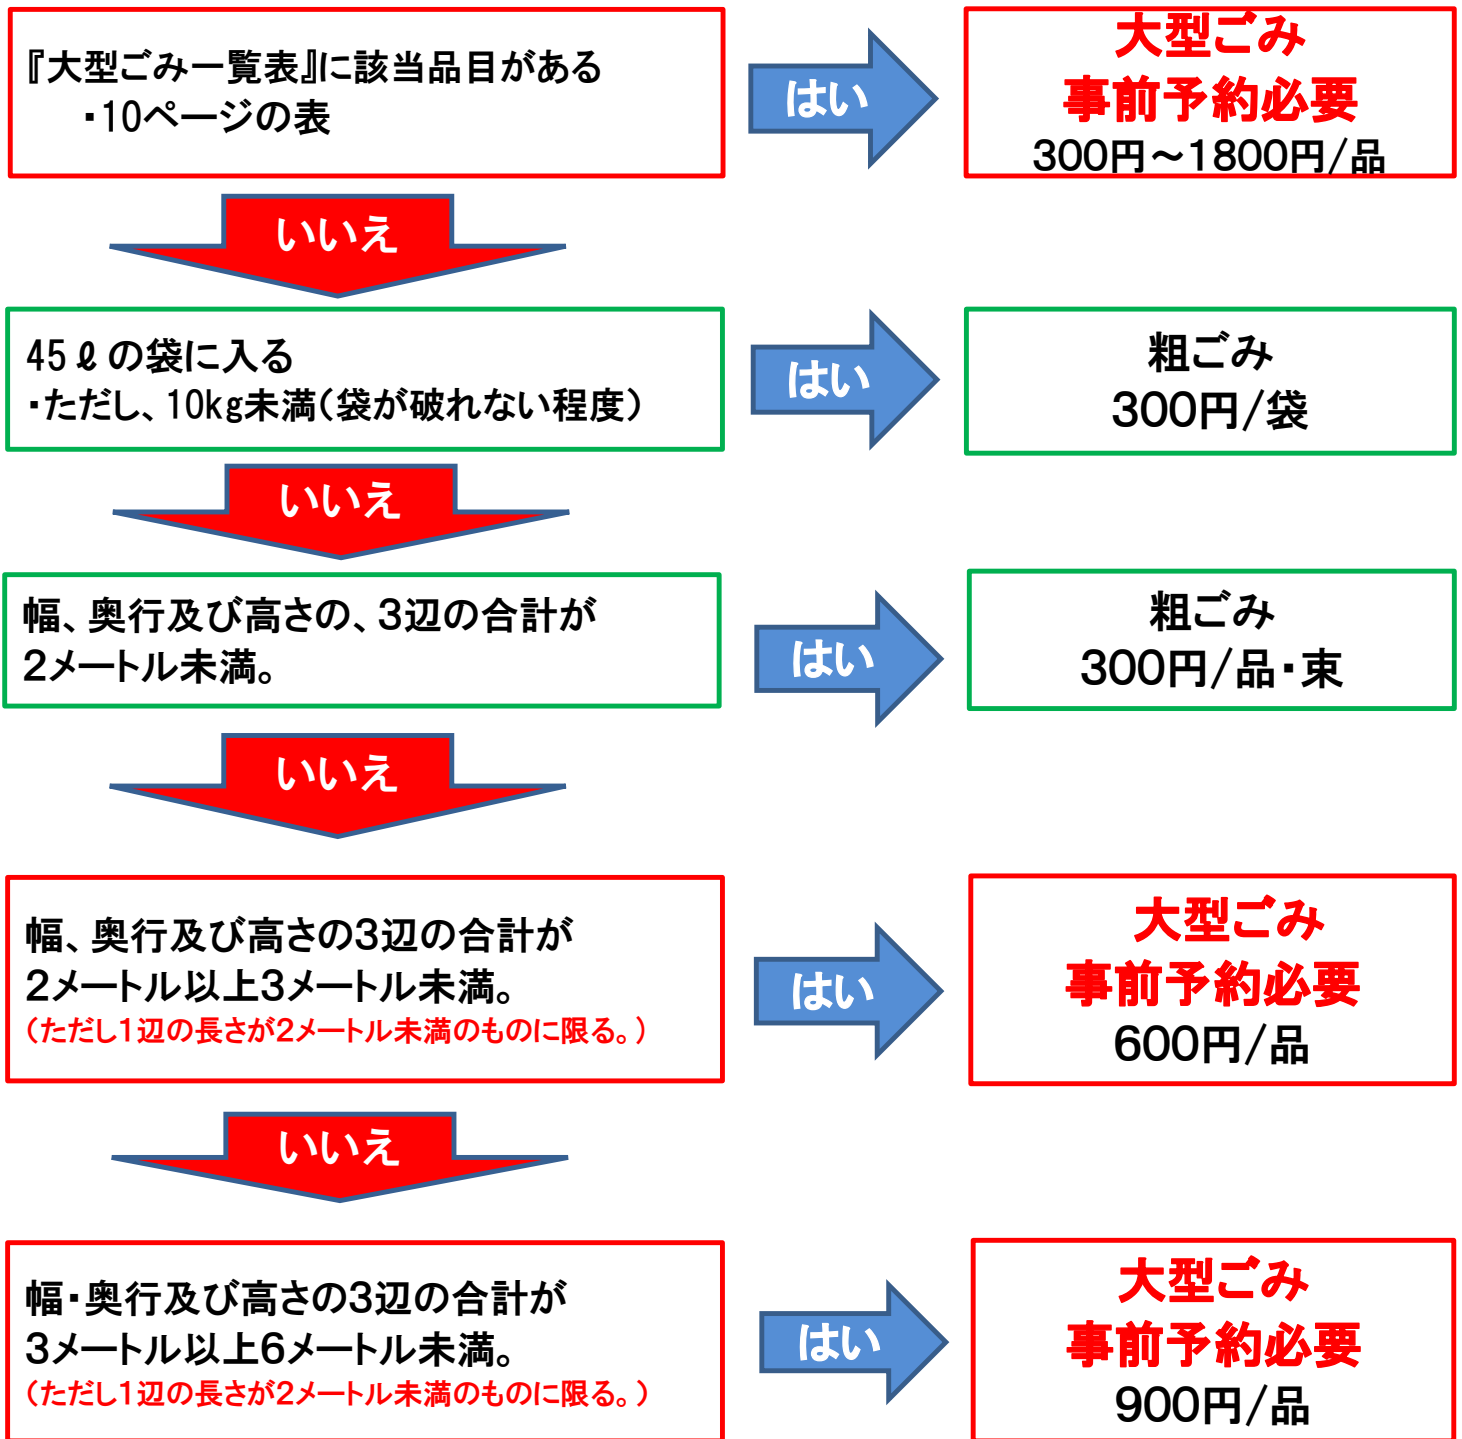 『大型ごみ一覧表』に該当品目がある
・10ページの表
はい
大型ごみ
事前予約必要
300円～1800円/品
いいえ
45ℓの袋に入る
・ただし、10kg未満(袋が破れない程度)
はい
粗ごみ
300円/袋
いいえ
幅、奥行及び高さの、3辺の合計が
2メートル未満。
はい
粗ごみ
300円/品・束
いいえ
幅、奥行及び高さの3辺の合計が
2メートル以上3メートル未満。
(ただし1辺の長さが2メートル未満のものに限る。)
はい
大型ごみ
事前予約必要
600円/品
いいえ
幅・奥行及び高さの3辺の合計が
3メートル以上6メートル未満。
(ただし1辺の長さが2メートル未満のものに限る。)
はい
大型ごみ
事前予約必要
900円/品